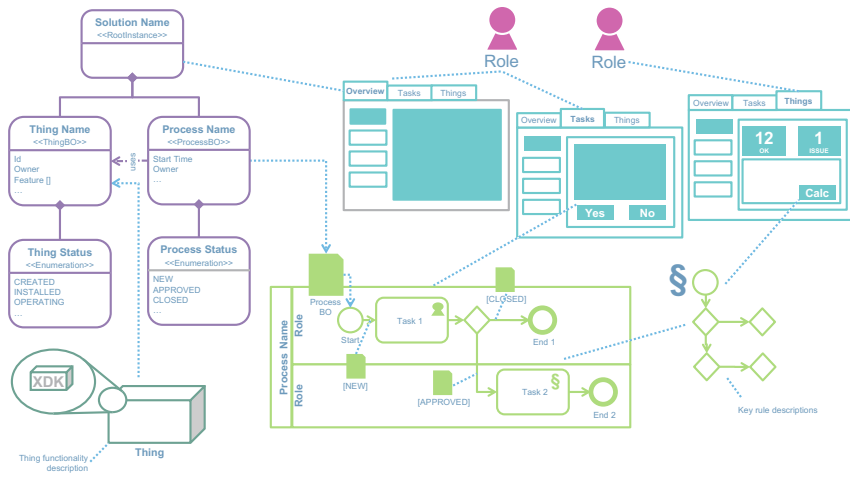 Solution Name
<<RootInstance>>
Thing Name
<<ThingBO>>
Id
Owner
Feature []
...
uses
Process Name
<<ProcessBO>>
Start Time
Owner
...
Thing Status
<<Enumeration>>
CREATED
INSTALLED
OPERATING
...
Process Status
<<Enumeration>>
NEW
APPROVED
CLOSED
...
XDK
Thing
Thing functionality
description
Role
Role
Overview
Tasks
Things
Overview
Tasks
Things
Yes
No
Overview
Tasks
Things
12
OK
1
ISSUE
Calc
Process
BO
Process Name
Role
Role
Start
Task 1
[CLOSED]
End 1
[NEW]
[APPROVED]
Task 2
§
End 2
§
Key rule descriptions